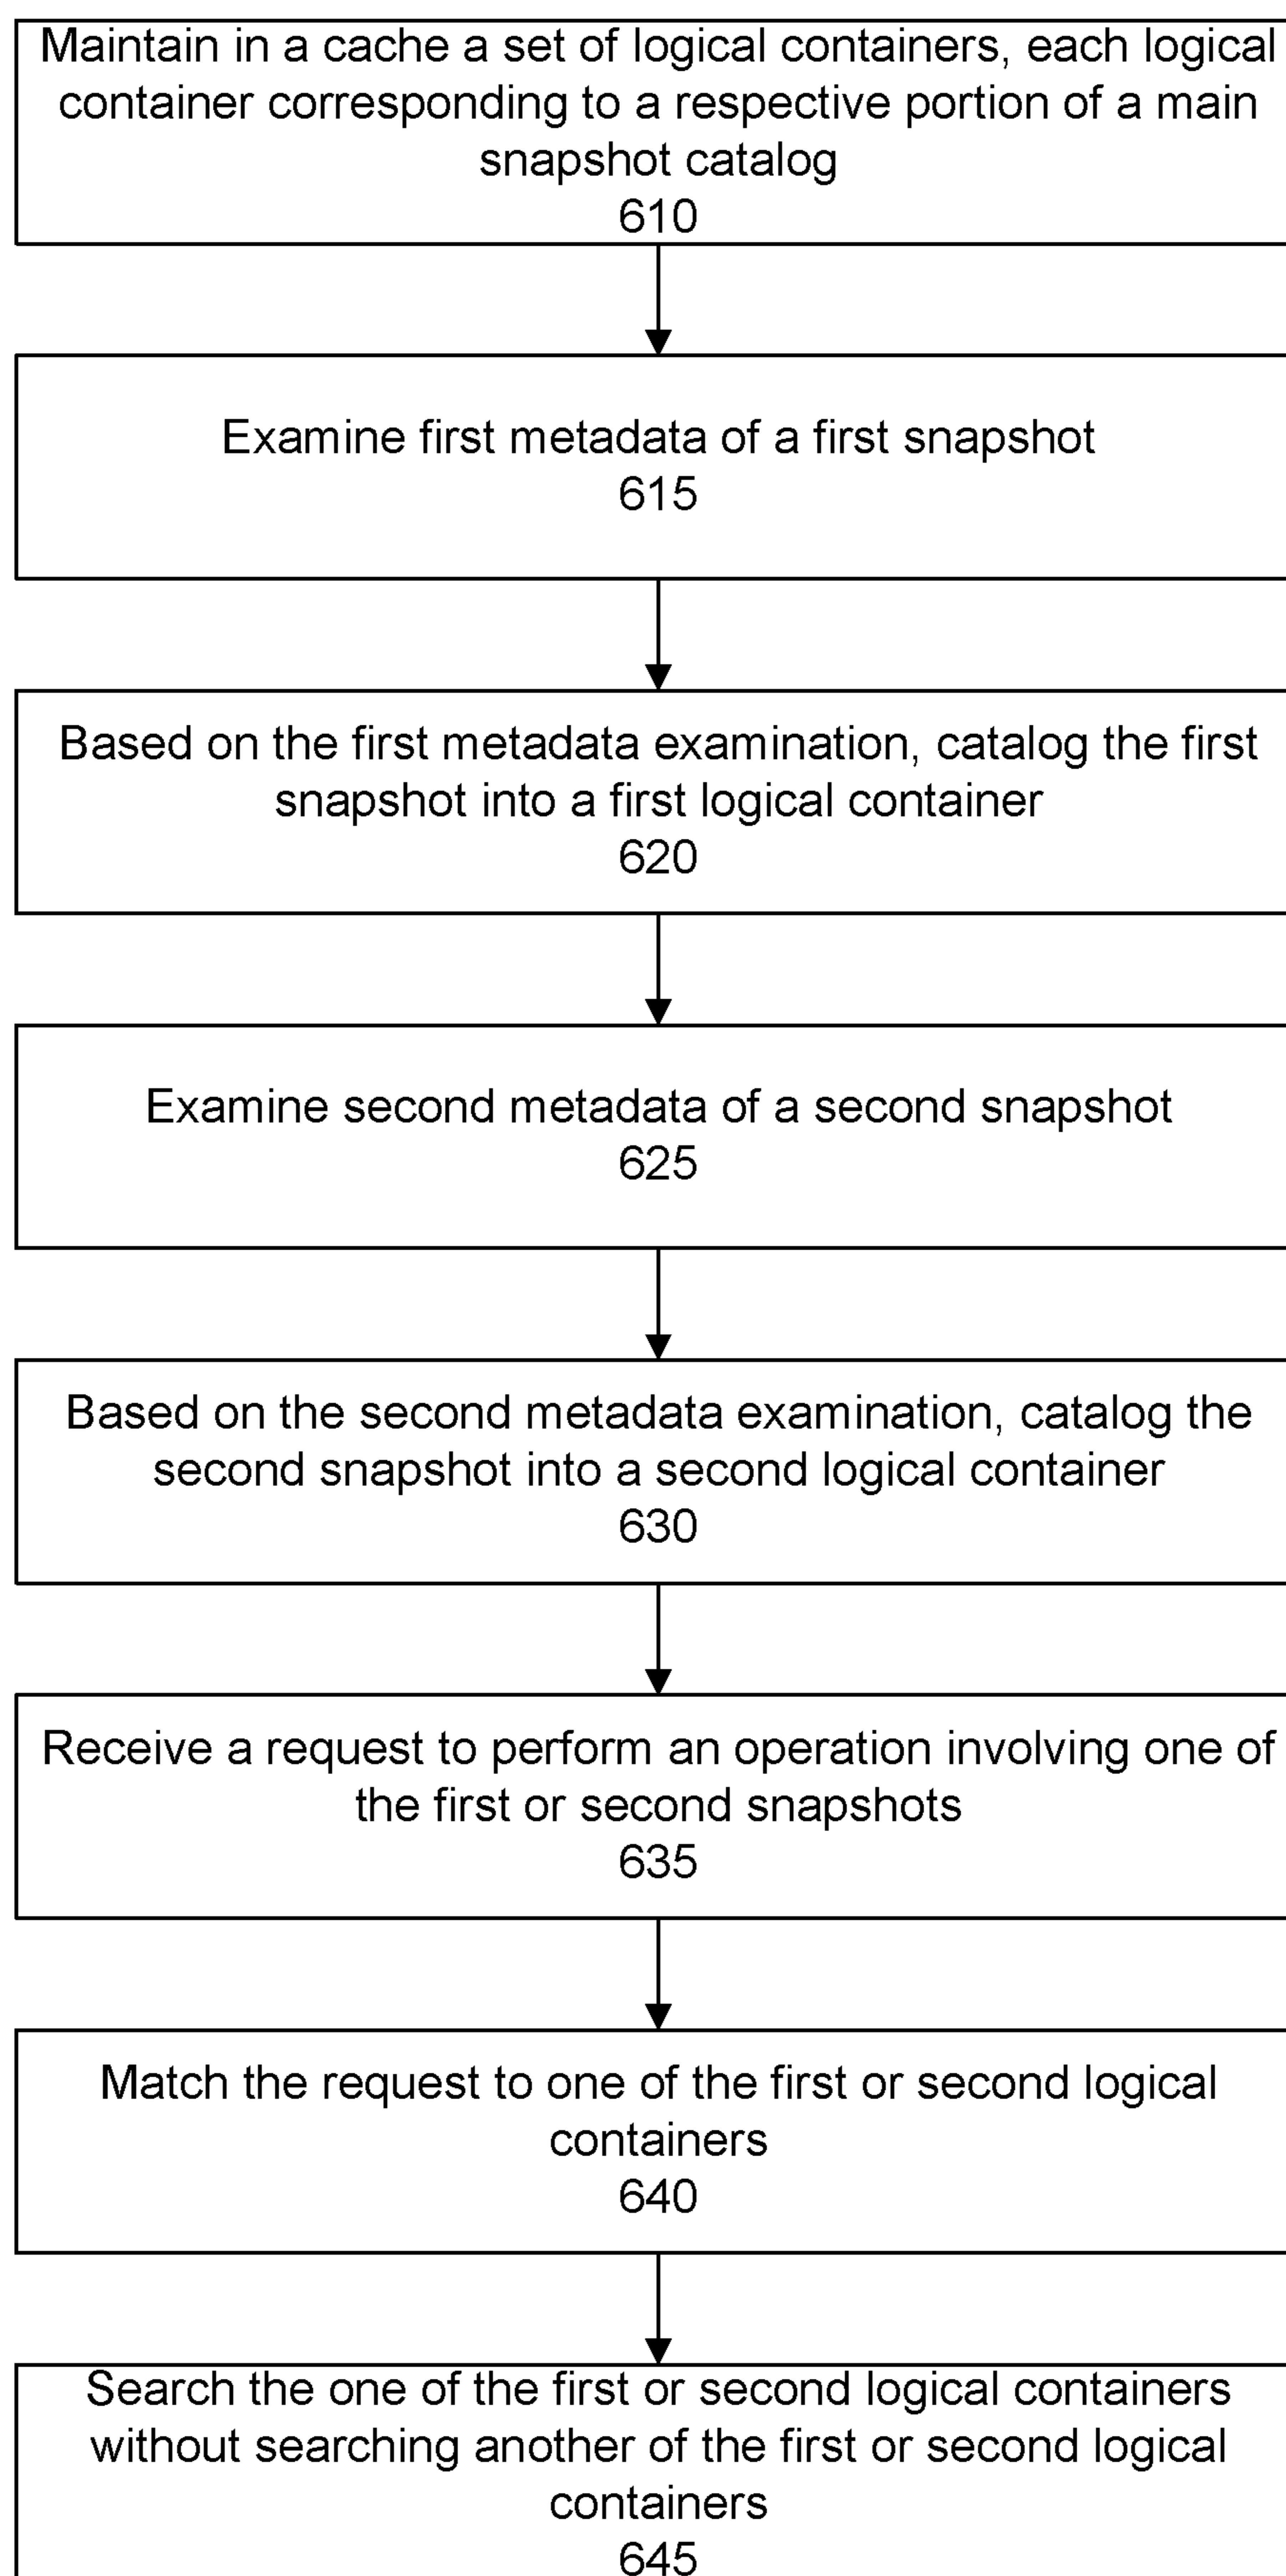 Maintain in a cache a set of logical containers, each logical
container corresponding to a respective portion of a main
snapshot catalog
610
Examine first metadata of a first snapshot
615
Based on the first metadata examination, catalog the first
snapshot into a first logical container
620
Examine second metadata of a second snapshot
625
Based on the second metadata examination, catalog the
second snapshot into a second logical container
630
Receive a request to perform an operation involving one of
the first or second snapshots
635
Match the request to one of the first or second logical
containers
640
Search the one of the first or second logical containers
without searching another of the first or second logical
containers
645